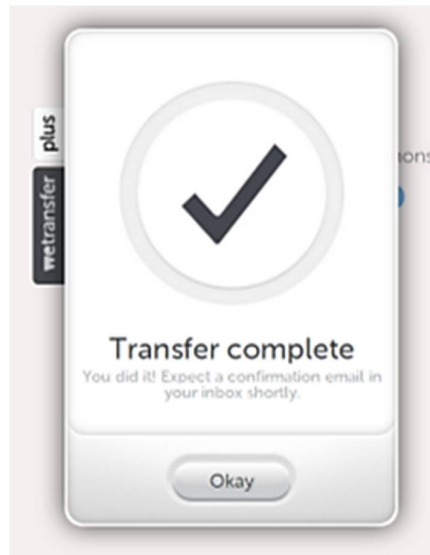 plus
wetransfer
Transfer complete
You did it! Expect a confirmation email in
your inbox shortly.
Okay